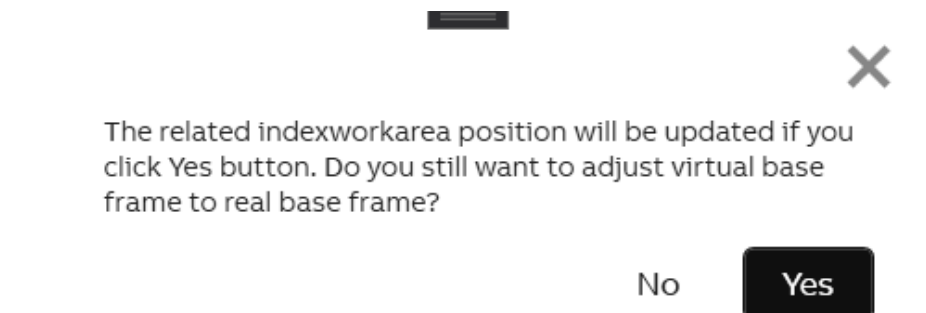 The related indexworkarea position will be updated if you
click Yes button. Do you still want to adjust virtual base
frame to real base frame?
No Yes